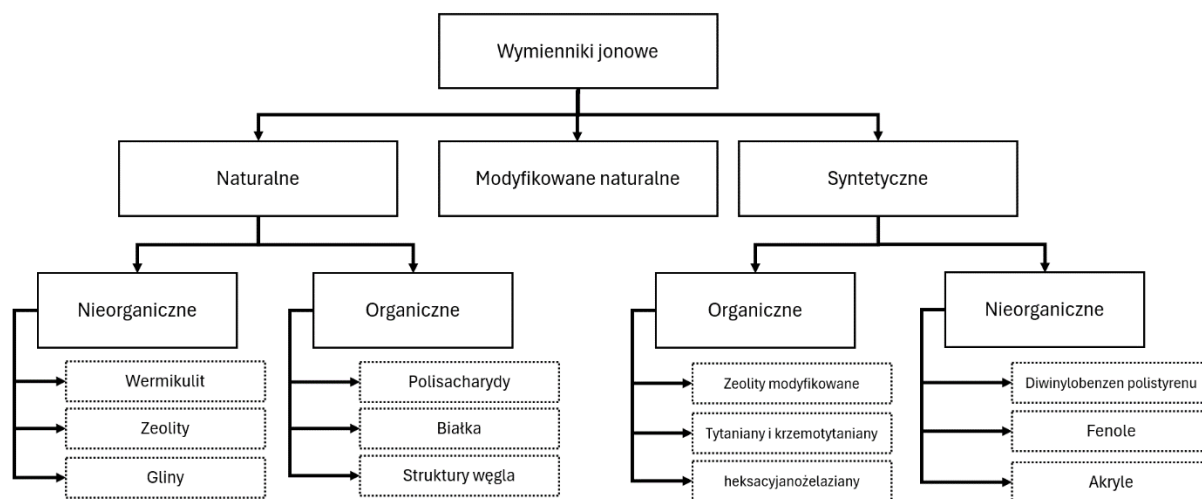 Wymienniki jonowe
Naturalne
Modyfikowane naturalne
Syntetyczne
Nieorganiczne
Organiczne
Organiczne
Nieorganiczne
Wermikulit
Zeolity
Gliny
Polisacharydy
Białka
Struktury węgla
Zeolity modyfikowane
Tytaniany i krzemotytaniany
heksacyjanożelaziany
Diwinylobenzen polistyrenu
Fenole
Akryle